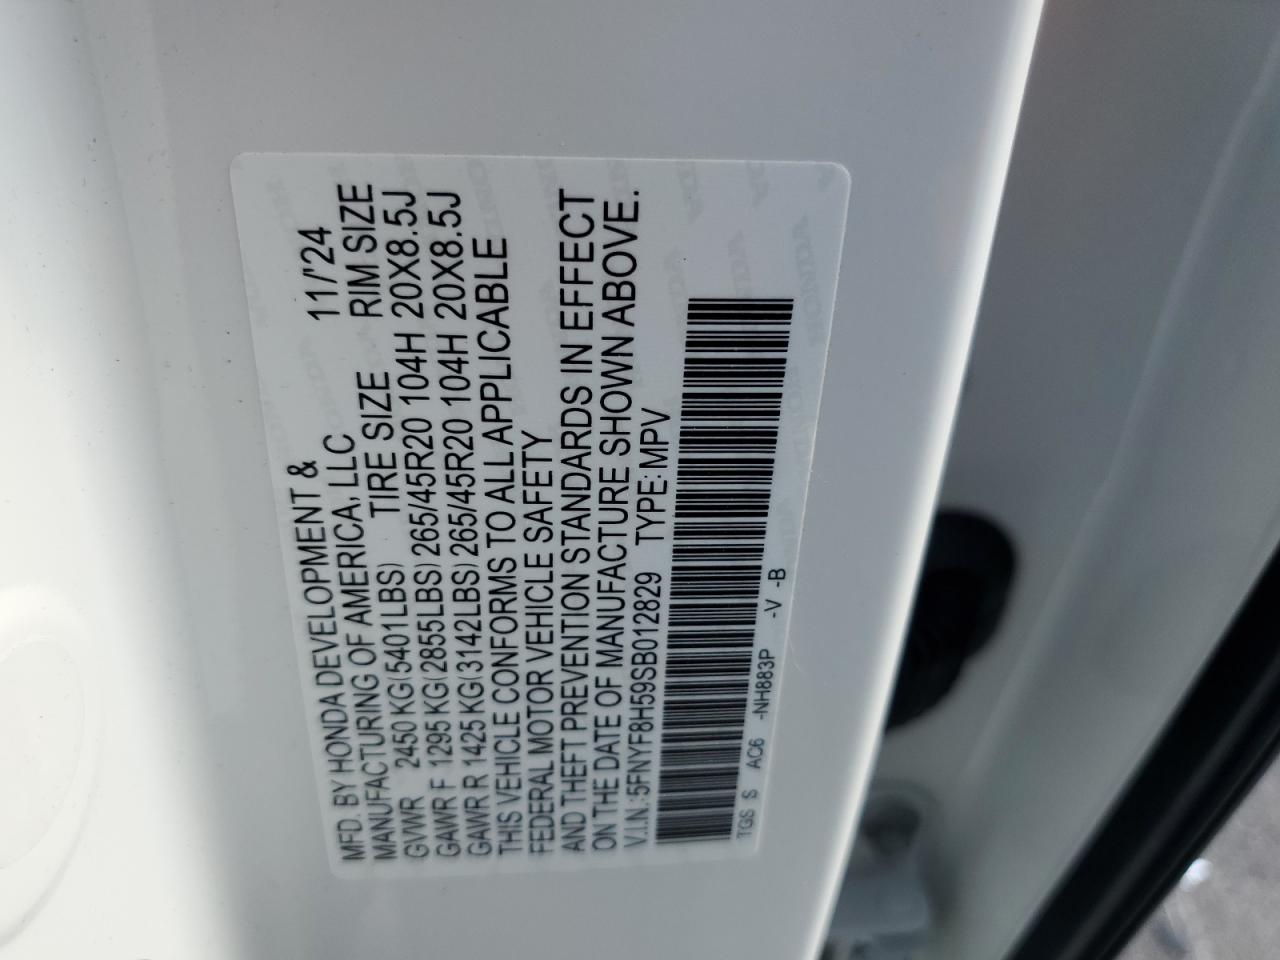 MFD. BY HONDA DEVELOPMENT &
MANUFACTURING OF AMERICA, LLC 11/'24
GVWR 2450 KG(5401LBS) TIRE SIZE RIM SIZE
GAWR F 1295 KG(2855LBS) 265/45R20 104H 20X8.5J
GAWR R 1425 KG(3142LBS) 265/45R20 104H 20X8.5J
THIS VEHICLE CONFORMS TO ALL APPLICABLE
FEDERAL MOTOR VEHICLE SAFETY
AND THEFT PREVENTION STANDARDS IN EFFECT
ON THE DATE OF MANUFACTURE SHOWN ABOVE.
V.I.N.:5FNYF8H59SB012829 TYPE:MPV
TGS S AC6 -NH883P -V -B
HONDA